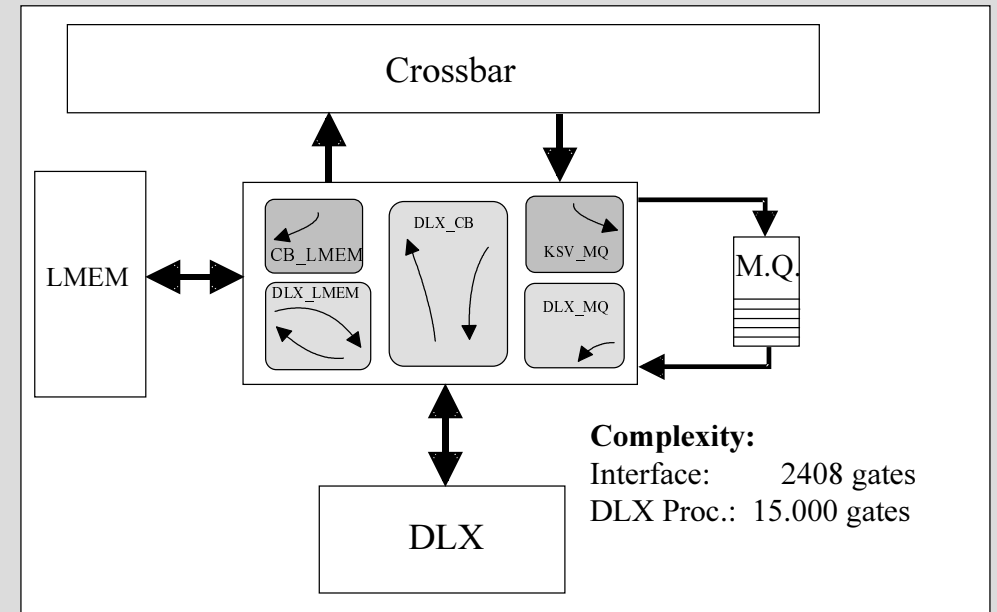 Crossbar
LMEM
CB_LMEM
DLX_LMEM
DLX_CB
KSV_MQ
DLX_MQ
M.Q.
DLX
Complexity:
Interface: 2408 gates
DLX Proc.: 15.000 gates